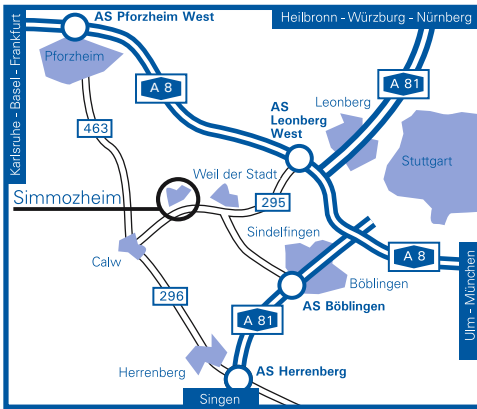 AS Pforzheim West
Heilbronn - Würzburg - Nürnberg
Karlsruhe - Basel - Frankfurt
Pforzheim
A 8
A 81
AS
Leonberg
West
Leonberg
463
Stuttgart
Weil der Stadt
Simmozheim
295
Sindelfingen
Calw
A 8
Böblingen
296
AS Böblingen
Ulm - München
A 81
Herrenberg
AS Herrenberg
Singen